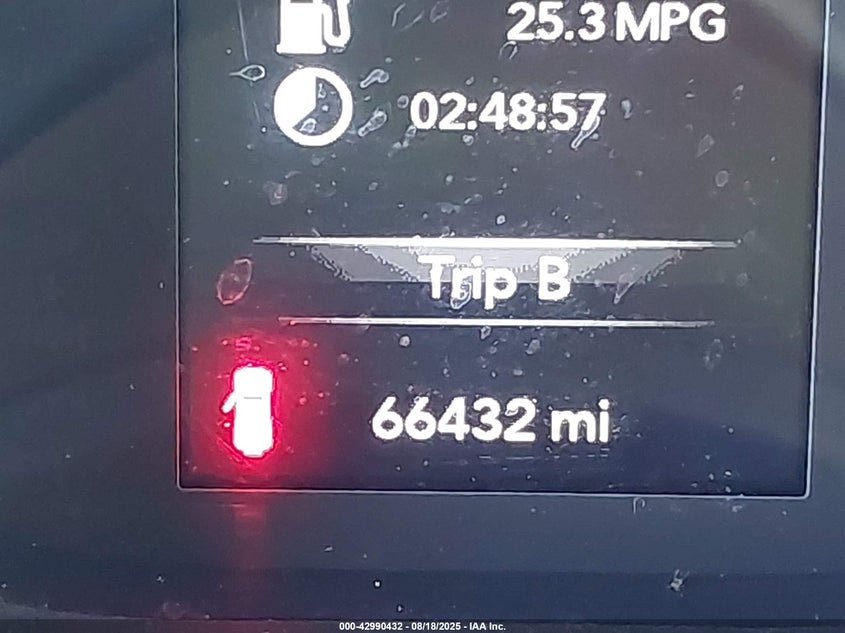 25.3 MPG
02:48:57
Trip B
66432 mi
000-42990432 - 08/18/2025 - IAA Inc.